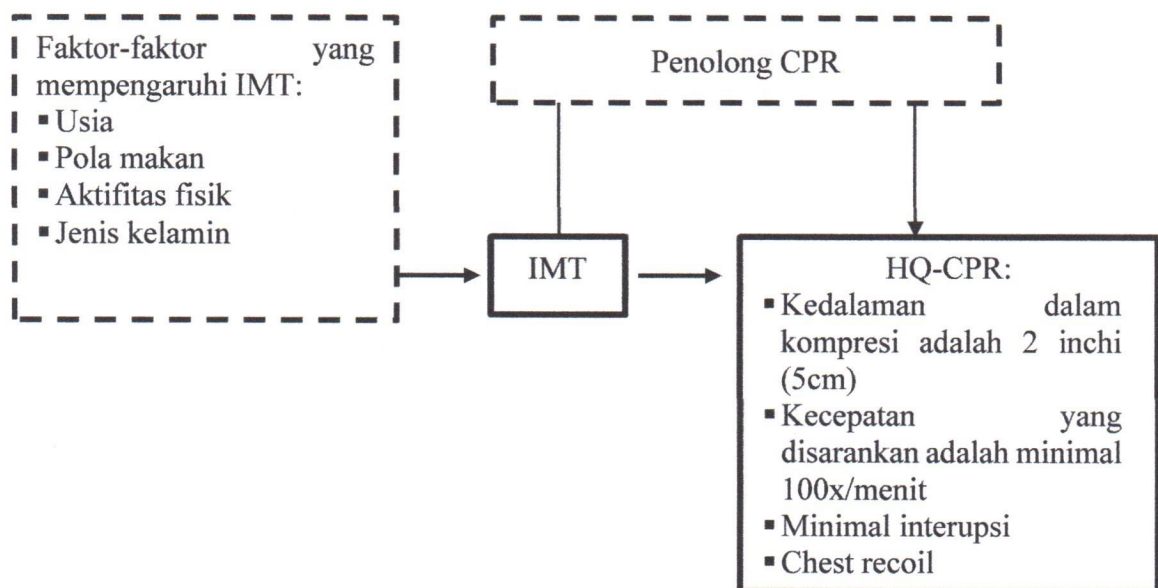 Faktor-faktor yang
mempengaruhi IMT:
▪ Usia
▪ Pola makan
▪ Aktifitas fisik
▪ Jenis kelamin
Penolong CPR
IMT
HQ-CPR:
▪ Kedalaman dalam
kompresi adalah 2 inchi
(5cm)
▪ Kecepatan yang
disarankan adalah minimal
100x/menit
▪ Minimal interupsi
▪ Chest recoil